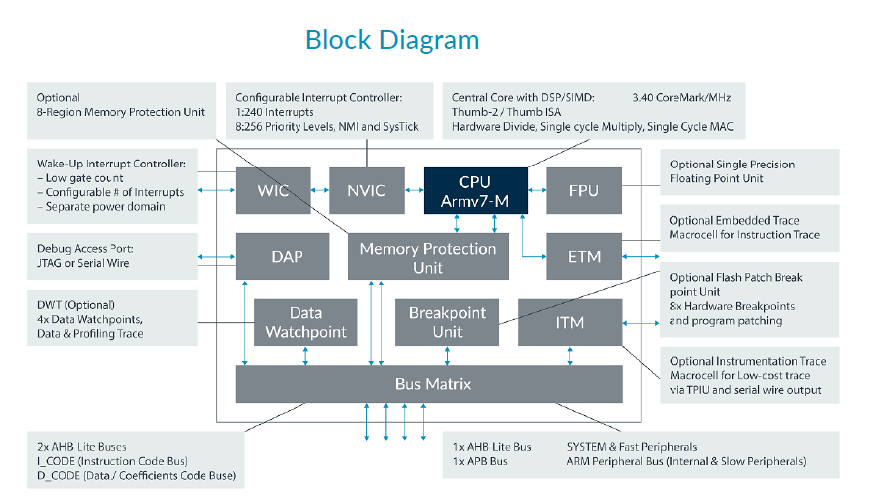 Block Diagram
Optional
8-Region Memory Protection Unit
Configurable Interrupt Controller:
1:240 Interrupts
8:256 Priority Levels, NMI and SysTick
Central Core with DSP/SIMD: 3.40 CoreMark/MHz
Thumb-2 / Thumb ISA
Hardware Divide, Single cycle Multiply, Single Cycle MAC
Wake-Up Interrupt Controller:
– Low gate count
– Configurable # of Interrupts
– Separate power domain
WIC
NVIC
CPU
Armv7-M
FPU
Optional Single Precision
Floating Point Unit
Debug Access Port:
JTAG or Serial Wire
DAP
Memory Protection
Unit
ETM
Optional Embedded Trace
Macrocell for Instruction Trace
DWT (Optional)
4x Data Watchpoints,
Data & Profiling Trace
Data
Watchpoint
Breakpoint
Unit
ITM
Optional Flash Patch Break
point Unit
8x Hardware Breakpoints
and program patching
Bus Matrix
Optional Instrumentation Trace
Macrocell for Low-cost trace
via TPIU and serial wire output
2x AHB Lite Buses
I_CODE (Instruction Code Bus)
D_CODE (Data / Coefficients Code Buse)
1x AHB Lite Bus SYSTEM & Fast Peripherals
1x APB Bus ARM Peripheral Bus (Internal & Slow Peripherals)